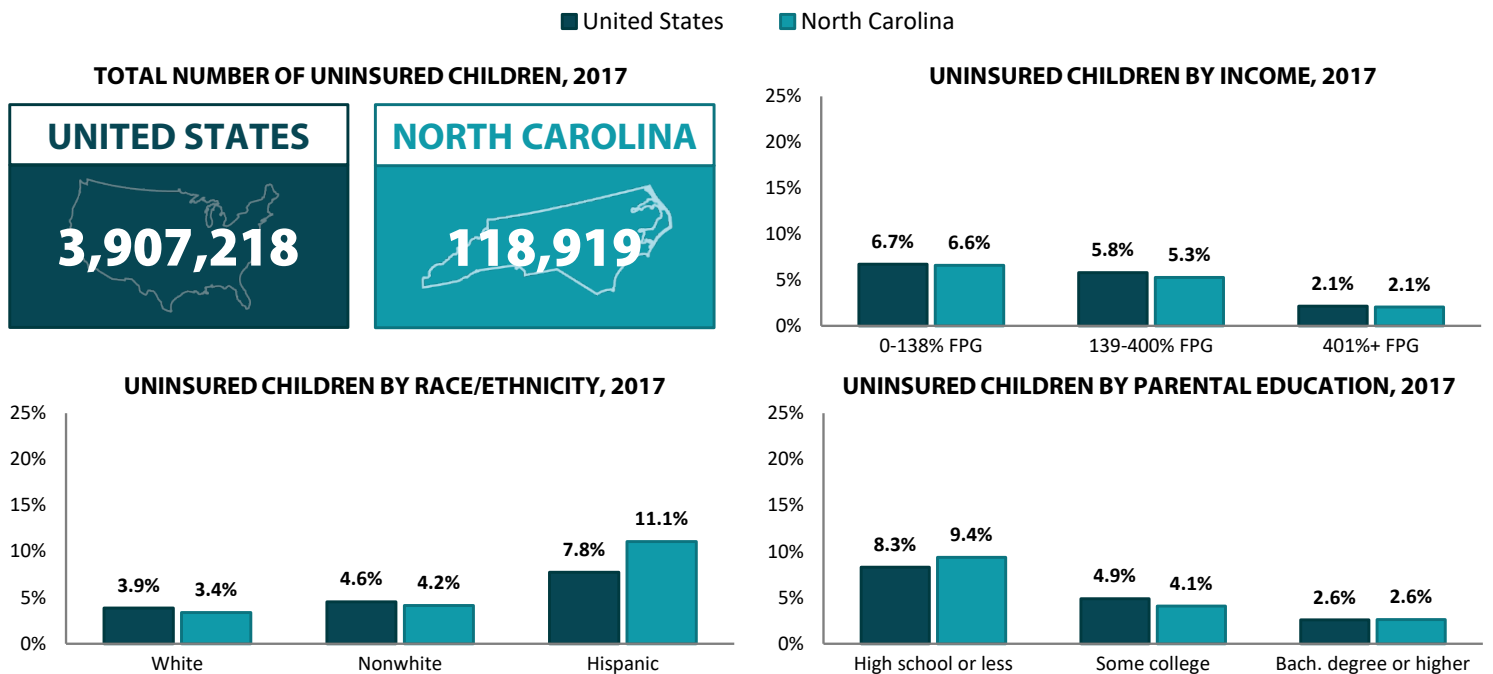 United States North Carolina
TOTAL NUMBER OF UNINSURED CHILDREN, 2017
UNITED STATES
3,907,218
NORTH CAROLINA
118,919
UNINSURED CHILDREN BY INCOME, 2017
25%
20%
15%
10%
5%
0%
6.7% 6.6% 5.8% 5.3% 2.1% 2.1%
0-138% FPG 139-400% FPG 401%+ FPG
UNINSURED CHILDREN BY RACE/ETHNICITY, 2017
25%
20%
15%
10%
5%
0%
3.9% 3.4% 4.6% 4.2% 7.8% 11.1%
White Nonwhite Hispanic
UNINSURED CHILDREN BY PARENTAL EDUCATION, 2017
25%
20%
15%
10%
5%
0%
8.3% 9.4% 4.9% 4.1% 2.6% 2.6%
High school or less Some college Bach. degree or higher